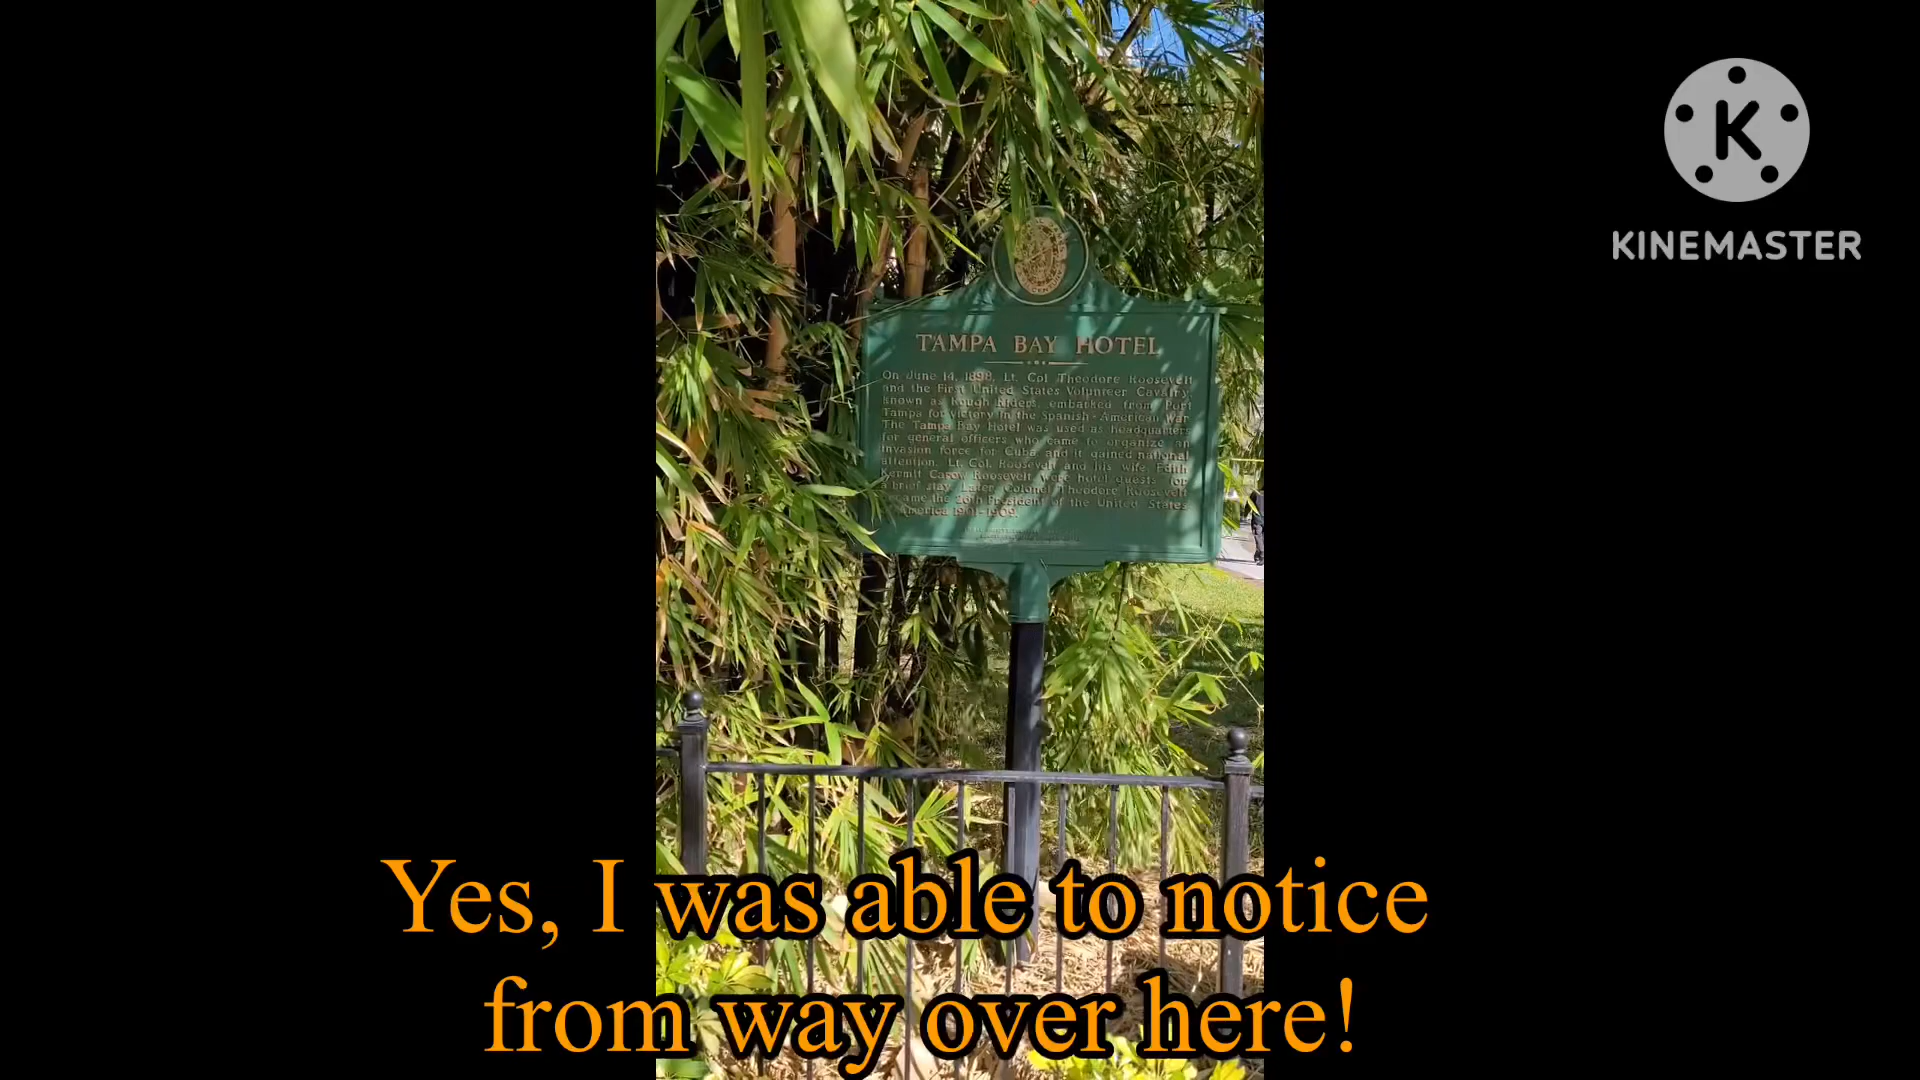 KINEMASTER
TAMPA BAY HOTEL
On June 14, 1898, Lt. Col Theodore Roosevelt
and the First United States Volunteer Cavalry,
known as Rough Riders, embarked from Port
Tampa for victory in the Spanish-American War
The Tampa Bay Hotel was used as headquarters
for general officers who came to organize an
invasion force for Cuba, and it gained national
attention. Lt. Col. Roosevelt and his wife Edith
Kermit Carow Roosevelt were hotel guests for
a brief stay. Later Colonel Theodore Roosevelt
became the 26th President of the United States
of America 1901-1909.
Yes, I was able to notice
from way over here!